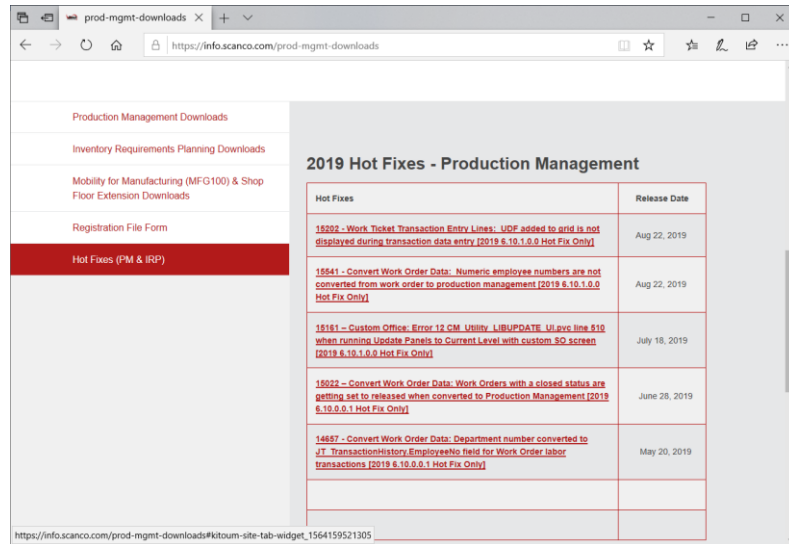 prod-mgmt-downloads
https://info.scanco.com/prod-mgmt-downloads
Production Management Downloads
Inventory Requirements Planning Downloads
Mobility for Manufacturing (MFG100) & Shop
Floor Extension Downloads
Registration File Form
Hot Fixes (PM & IRP)
2019 Hot Fixes - Production Management
Hot Fixes
Release Date
15202 - Work Ticket Transaction Entry Lines: UDF added to grid is not
displayed during transaction data entry [2019 6.10.1.0.0 Hot Fix Only]
Aug 22, 2019
15541 - Convert Work Order Data: Numeric employee numbers are not
converted from work order to production management [2019 6.10.1.0.0
Hot Fix Only]
Aug 22, 2019
15161 – Custom Office: Error 12 CM_Utility_LIBUPDATE_UI.pvc line 510
when running Update Panels to Current Level with custom SO screen
[2019 6.10.1.0.0 Hot Fix Only]
July 18, 2019
15022 – Convert Work Order Data: Work Orders with a closed status are
getting set to released when converted to Production Management [2019
6.10.0.0.1 Hot Fix Only]
June 28, 2019
14657 - Convert Work Order Data: Department number converted to
JT_TransactionHistory.EmployeeNo field for Work Order labor
transactions [2019 6.10.0.0.1 Hot Fix Only]
May 20, 2019
https://info.scanco.com/prod-mgmt-downloads#kitoum-site-tab-widget_1564159521305